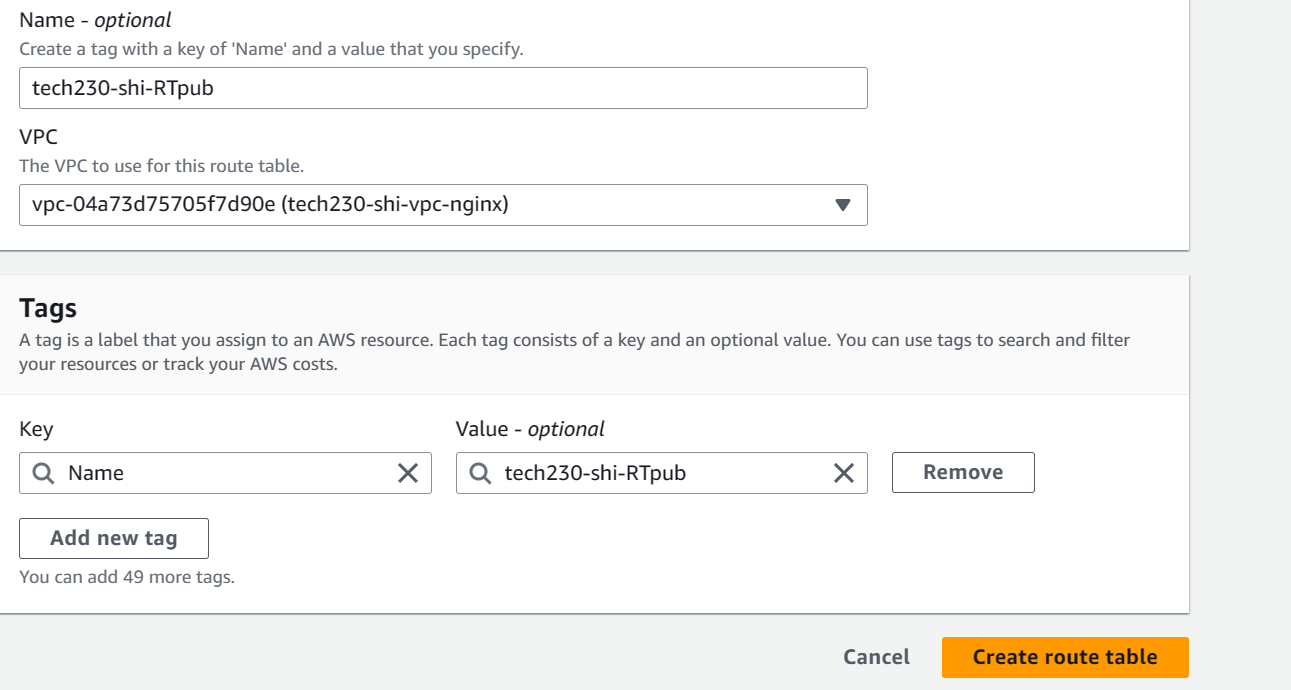 Name - optional
Create a tag with a key of 'Name' and a value that you specify.
tech230-shi-RTpub
VPC
The VPC to use for this route table.
vpc-04a73d75705f7d90e (tech230-shi-vpc-nginx)
Tags
A tag is a label that you assign to an AWS resource. Each tag consists of a key and an optional value. You can use tags to search and filter
your resources or track your AWS costs.
Key
Value - optional
Name
tech230-shi-RTpub
Remove
Add new tag
You can add 49 more tags.
Cancel
Create route table